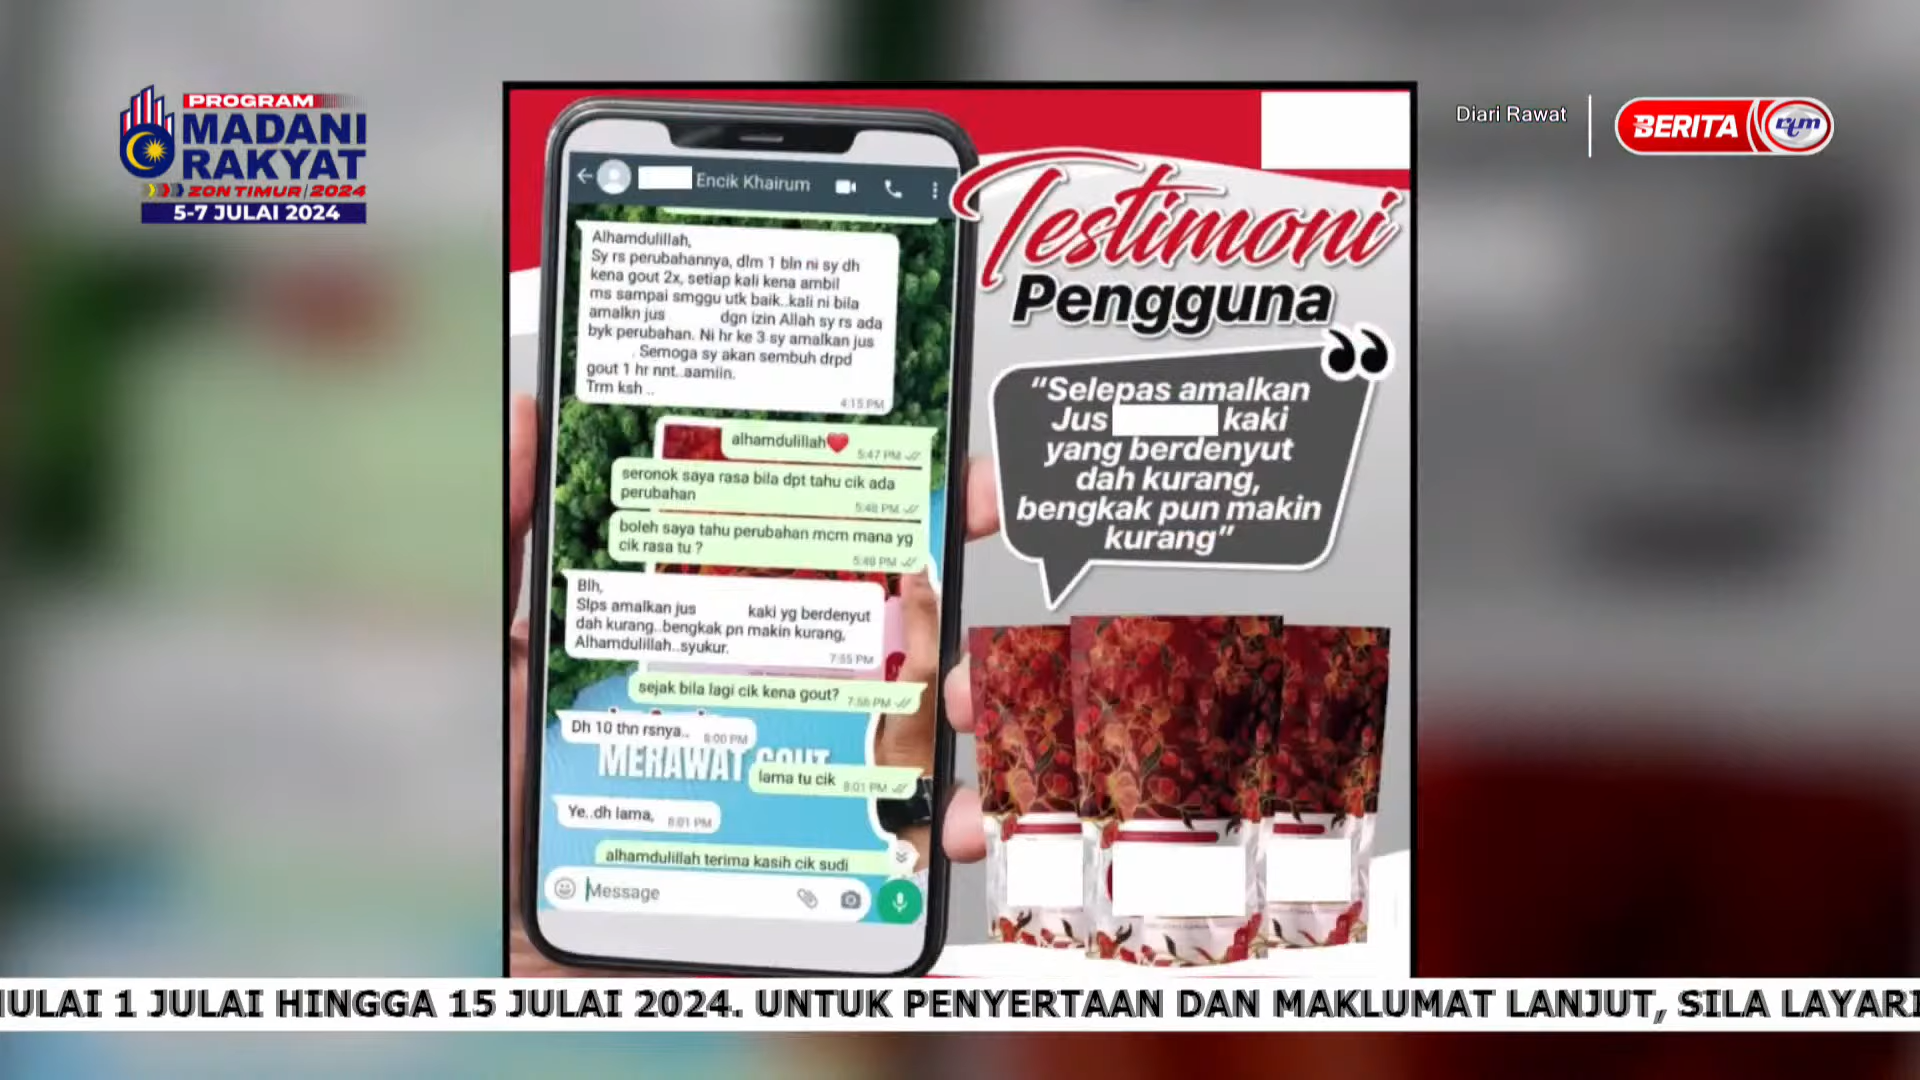 PROGRAM
MADANI
RAKYAT
ZON TIMUR/2024
5-7 JULAI 2024
Diari Rawat
BERITA rtm
Encik Khairum
Alhamdulillah,
Sy rs perubahannya, dlm 1 bln ni sy dh
kena gout 2x, setiap kali kena ambil
ms sampai smggu utk baik..kali ni bila
amalkn jus dgn izin Allah sy rs ada
byk perubahan. Ni hr ke 3 sy amalkan jus
. Semoga sy akan sembuh drpd
gout 1 hr nnt..aamiin.
Trm ksh ..
4:15 PM
alhamdulillah
5:47 PM
seronok saya rasa bila dpt tahu cik ada
perubahan
5:48 PM
boleh saya tahu perubahan mcm mana yg
cik rasa tu ?
5:48 PM
Blh,
Slps amalkan jus kaki yg berdenyut
dah kurang..bengkak pn makin kurang,
Alhamdulillah..syukur.
7:55 PM
sejak bila lagi cik kena gout?
7:56 PM
Dh 10 thn rsnya..
8:00 PM
MERAWAT GOUT
lama tu cik
8:01 PM
Ye..dh lama,
8:01 PM
alhamdulillah terima kasih cik sudi
Message
Testimoni
Pengguna
"Selepas amalkan
Jus kaki
yang berdenyut
dah kurang,
bengkak pun makin
kurang"
1 JULAI HINGGA 15 JULAI 2024. UNTUK PENYERTAAN DAN MAKLUMAT LANJUT, SILA LAYARI